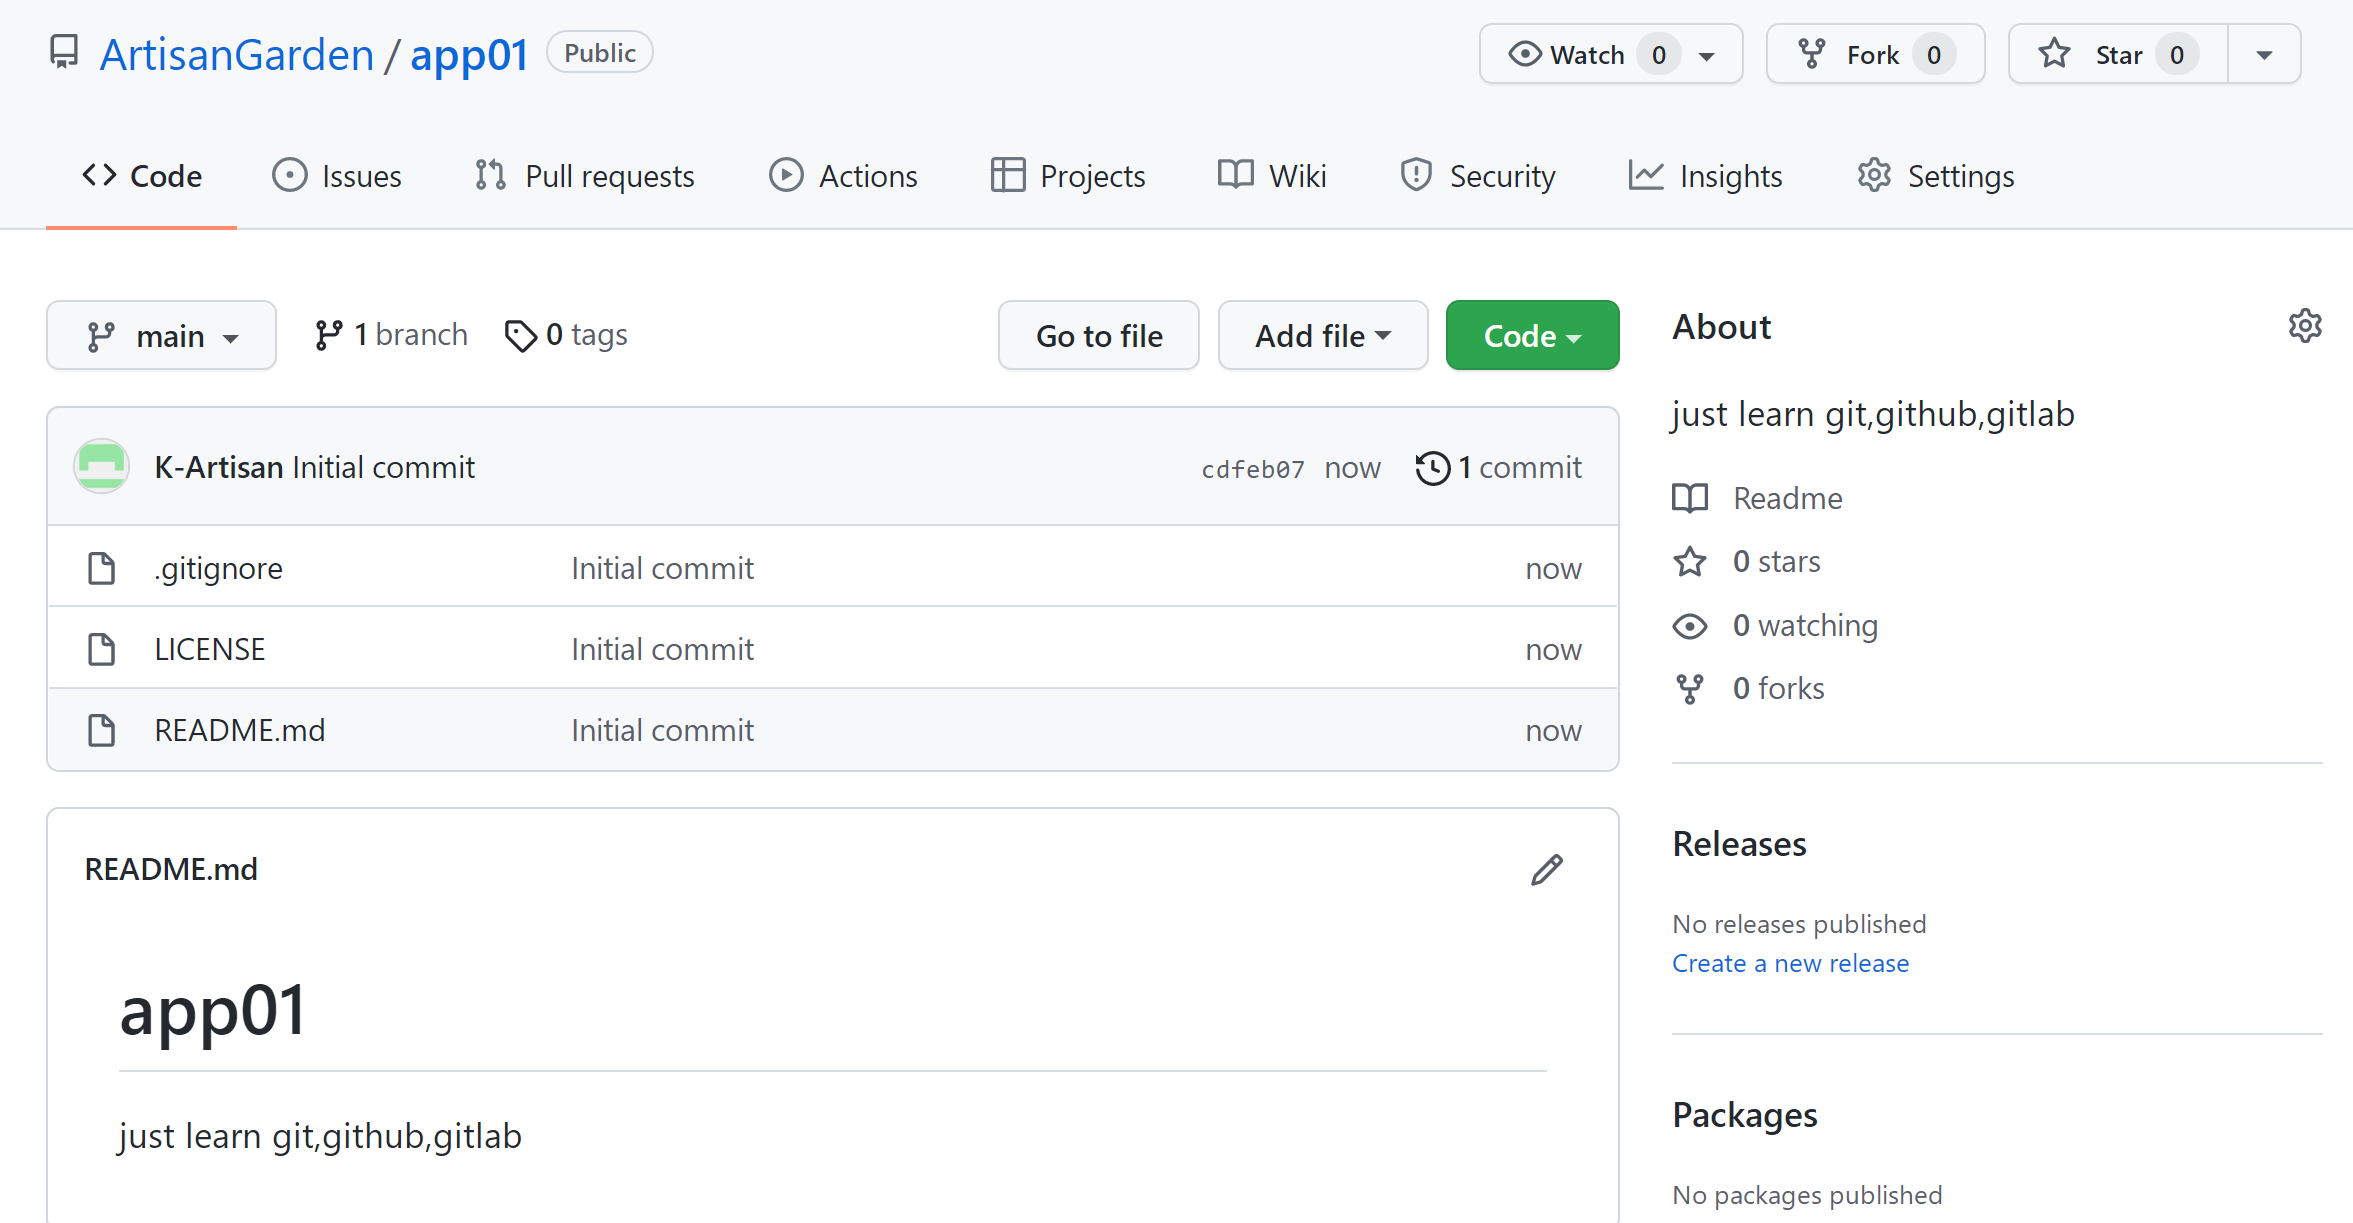 ArtisanGarden / app01 Public Watch 0 Fork 0 Star 0
Code Issues Pull requests Actions Projects Wiki Security Insights Settings
main 1 branch 0 tags Go to file Add file Code
K-Artisan Initial commit cdfeb07 now 1 commit
.gitignore Initial commit now
LICENSE Initial commit now
README.md Initial commit now
README.md
app01
just learn git,github,gitlab
About
just learn git,github,gitlab
Readme
0 stars
0 watching
0 forks
Releases
No releases published
Create a new release
Packages
No packages published